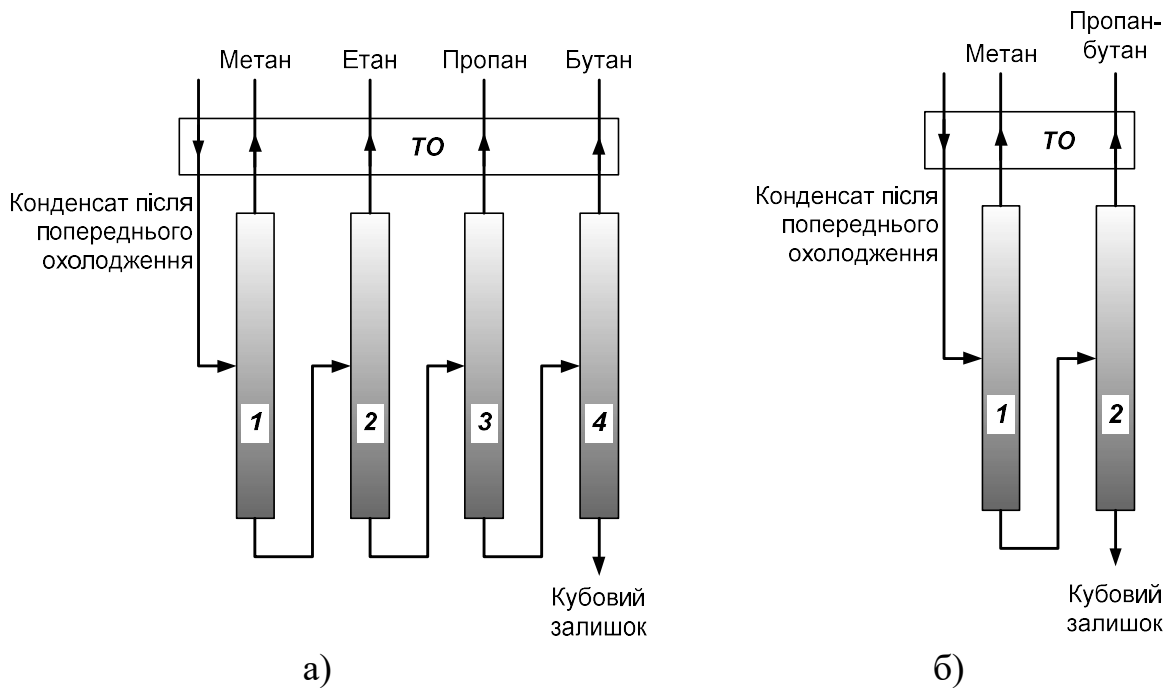 Метан Етан Пропан Бутан
ТО
Конденсат після
попереднього
охолодження
1 2 3 4
Кубовий
залишок
а)
Пропан-
Метан бутан
ТО
Конденсат після
попереднього
охолодження
1 2
Кубовий
залишок
б)